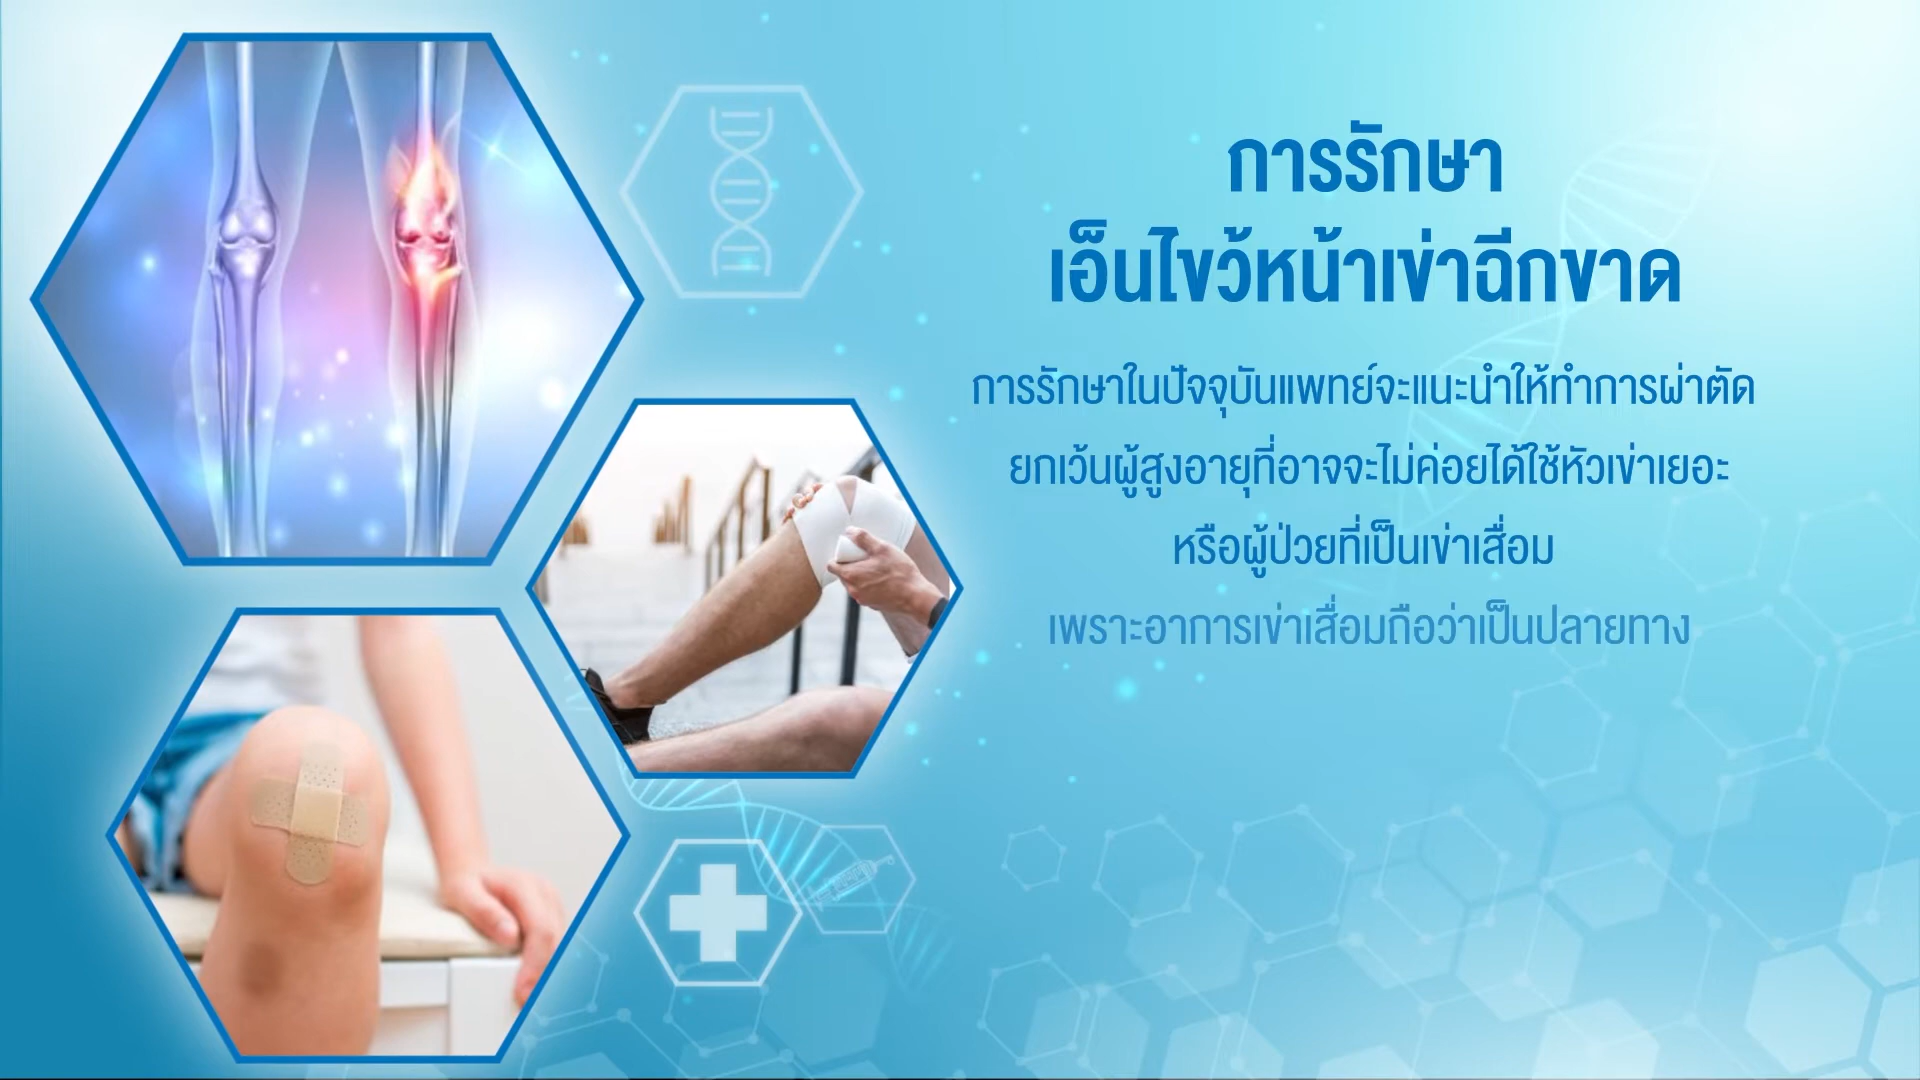 การรักษา
เอ็นไขว้หน้าเข่าฉีกขาด
การรักษาในปัจจุบันแพทย์จะแนะนำให้ทำการผ่าตัด
ยกเว้นผู้สูงอายุที่อาจจะไม่ค่อยได้ใช้หัวเข่าเยอะ
หรือผู้ป่วยที่เป็นเข่าเสื่อม
เพราะอาการเข่าเสื่อมถือว่าเป็นปลายทาง